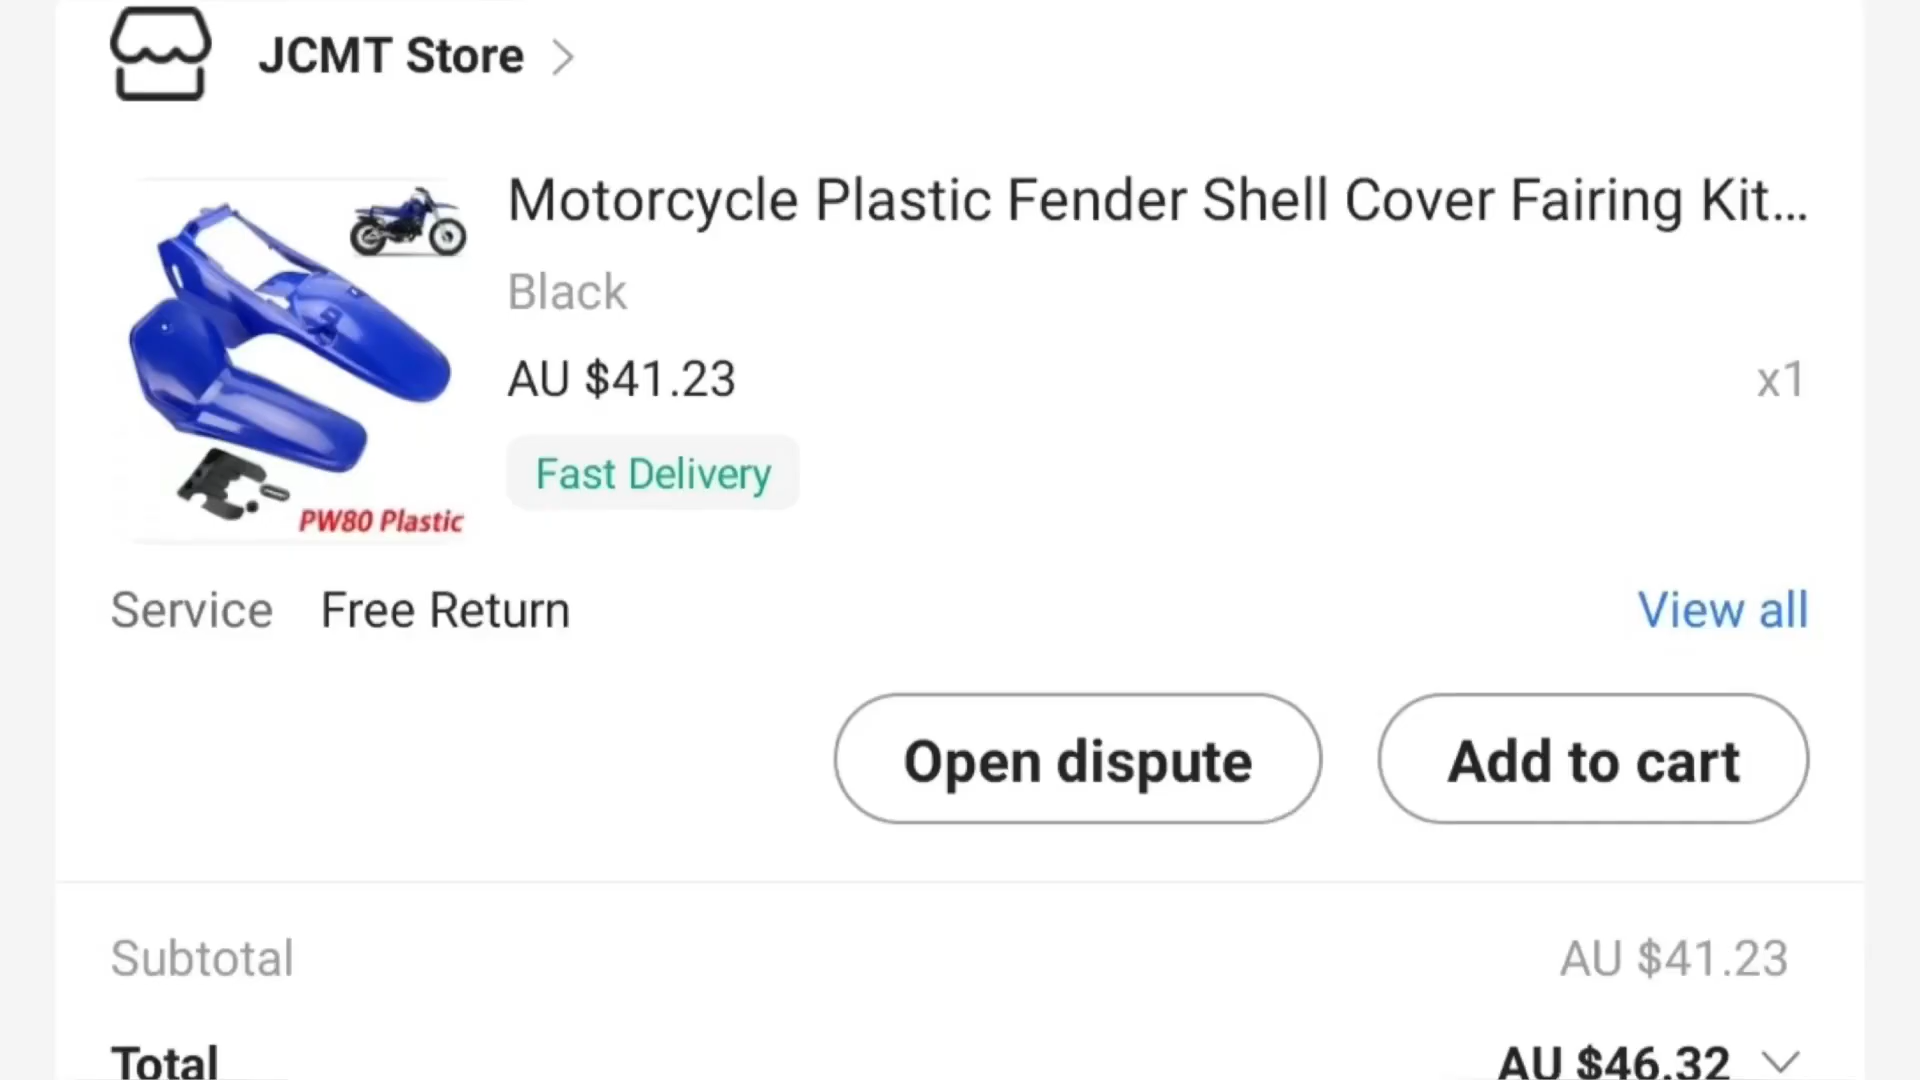 JCMT Store
Motorcycle Plastic Fender Shell Cover Fairing Kit...
Black
AU $41.23
x1
Fast Delivery
PW80 Plastic
Service Free Return
View all
Open dispute
Add to cart
Subtotal
AU $41.23
Total
AU $46.32